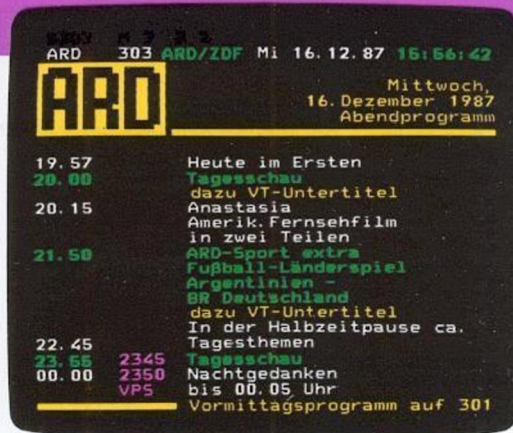 ARD 303 ARD/ZDF Mi 16.12.87 15:56:42
ARD
Mittwoch,
16. Dezember 1987
Abendprogramm
19.57 Heute im Ersten
20.00 Tagesschau
dazu VT-Untertitel
20.15 Anastasia
Amerik.Fernsehfilm
in zwei Teilen
21.50 ARD-Sport extra
Fußball-Länderspiel
Argentinien -
BR Deutschland
dazu VT-Untertitel
In der Halbzeitpause ca.
22.45 Tagesthemen
23.55 2345 Tagesschau
00.00 2350 Nachtgedanken
VPS bis 00.05 Uhr
Vormittagsprogramm auf 301